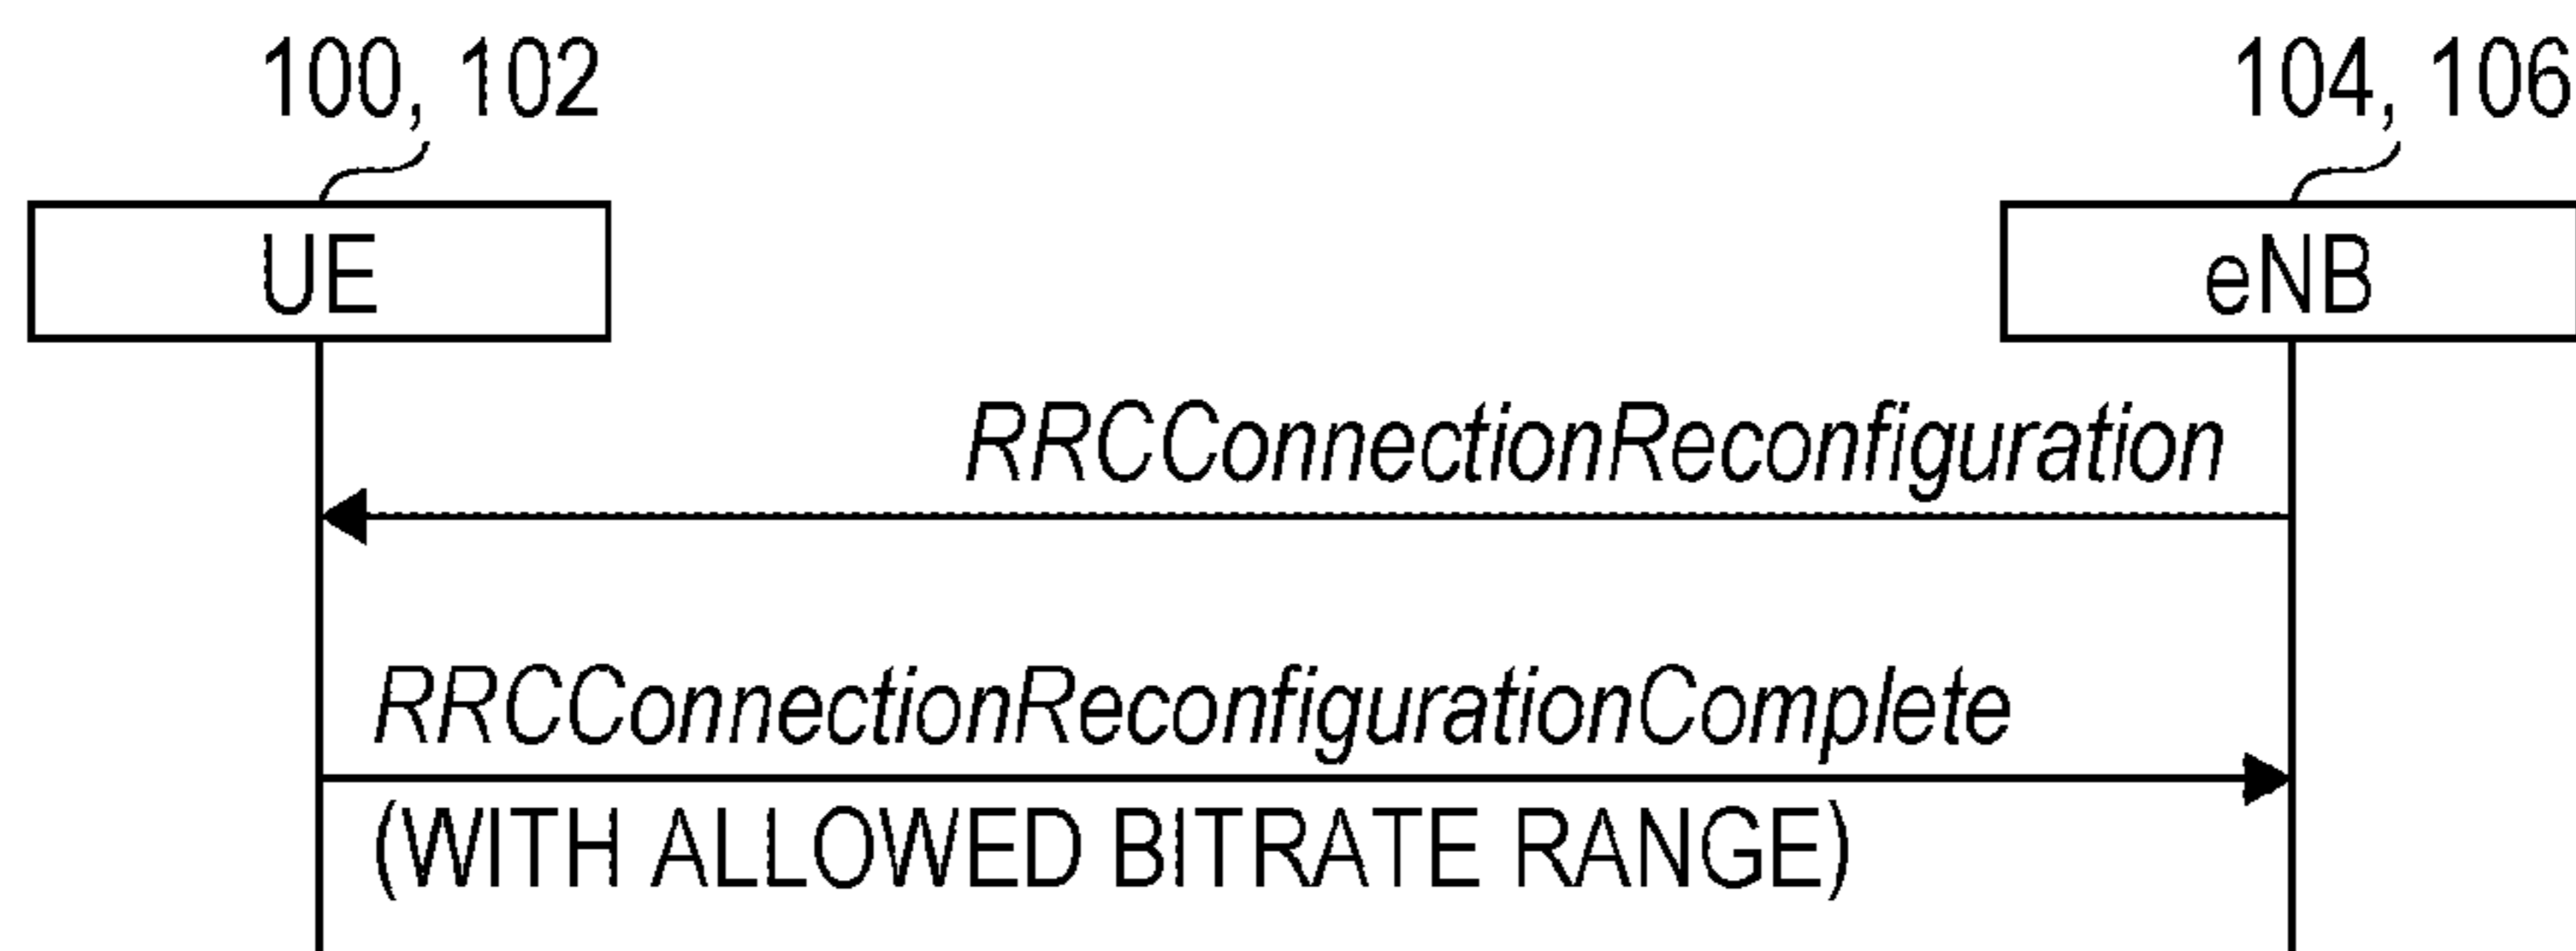 100, 102
104, 106
UE
eNB
RRCConnectionReconfiguration
RRCConnectionReconfigurationComplete
(WITH ALLOWED BITRATE RANGE)